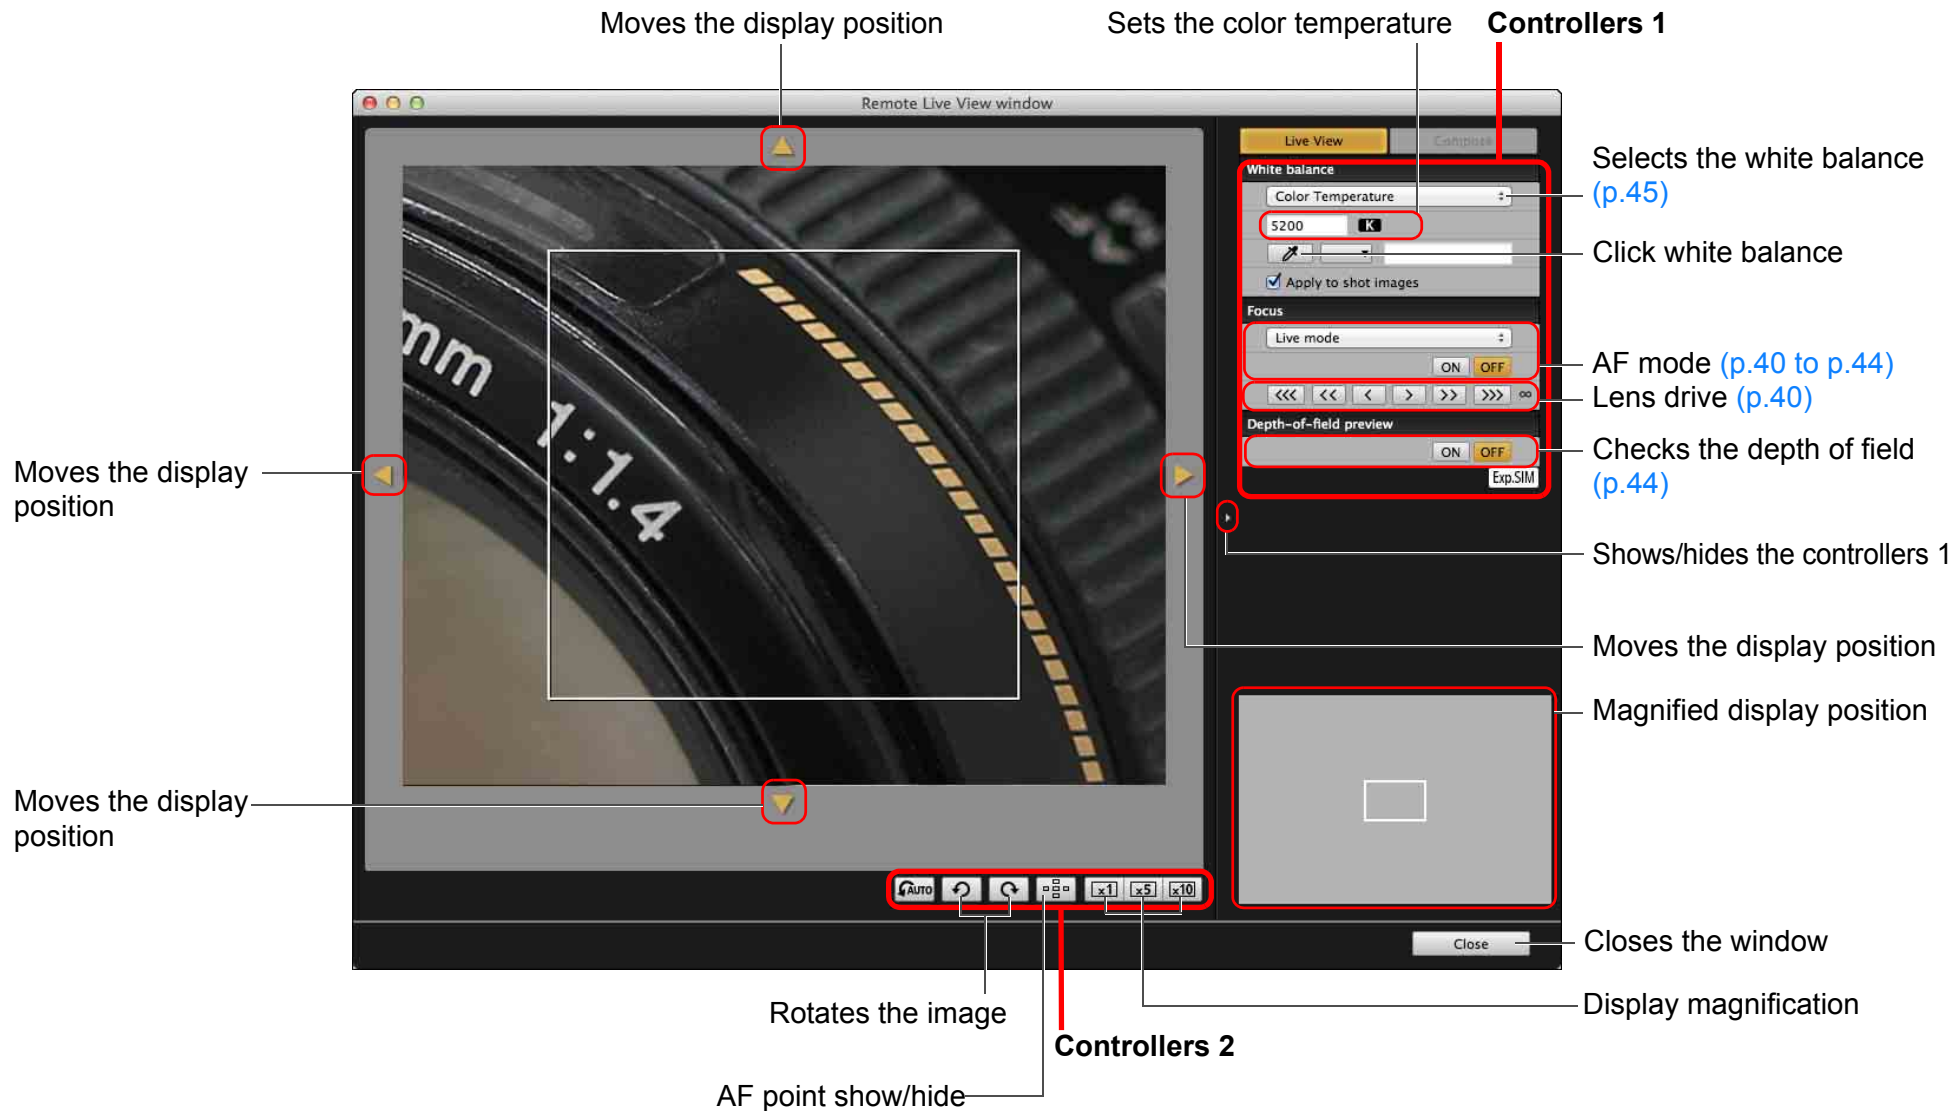 Moves the display position
Sets the color temperature
Controllers 1
Remote Live View window
Live View
Compose
White balance
Color Temperature
5200 K
Apply to shot images
Focus
Live mode
ON OFF
<<< << < > >> >>> ∞
Depth-of-field preview
ON OFF
Exp.SIM
Selects the white balance
(p.45)
Click white balance
AF mode (p.40 to p.44)
Lens drive (p.40)
Checks the depth of field
(p.44)
Shows/hides the controllers 1
Moves the display position
Magnified display position
Moves the display
position
Moves the display
position
mm 1:1.4
AUTO
x1 x5 x10
Close
Closes the window
Display magnification
Rotates the image
Controllers 2
AF point show/hide